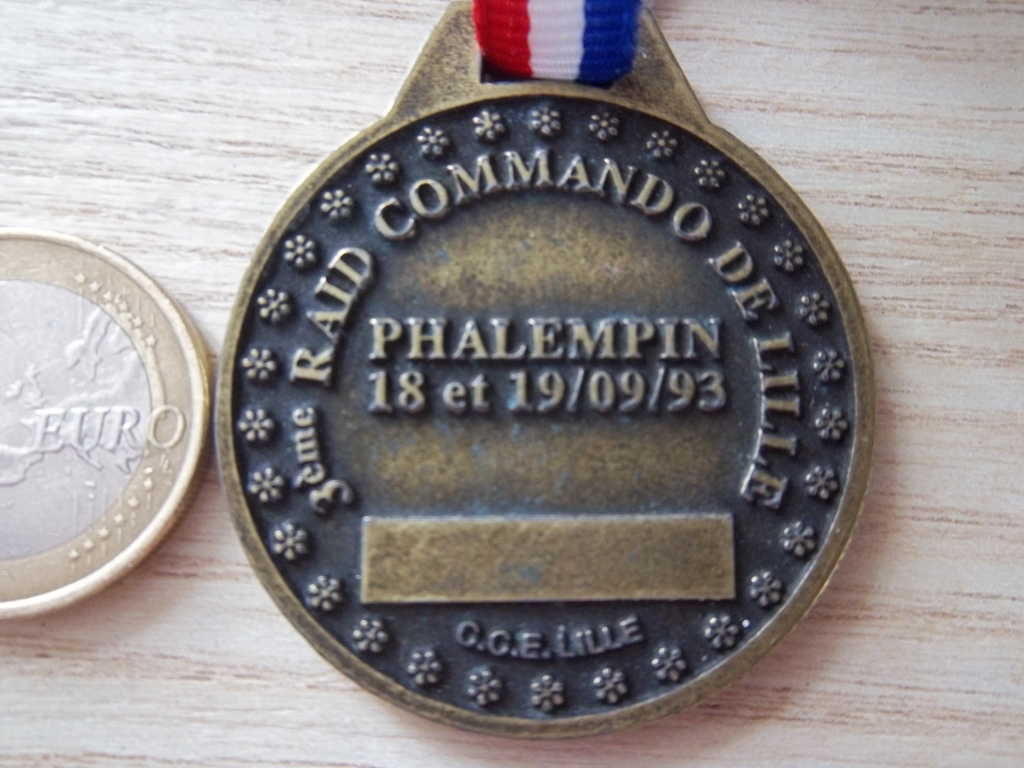 3ème RAID COMMANDO DE LILLE
PHALEMPIN
18 et 19/09/93
C.C.E. LILLE
EURO